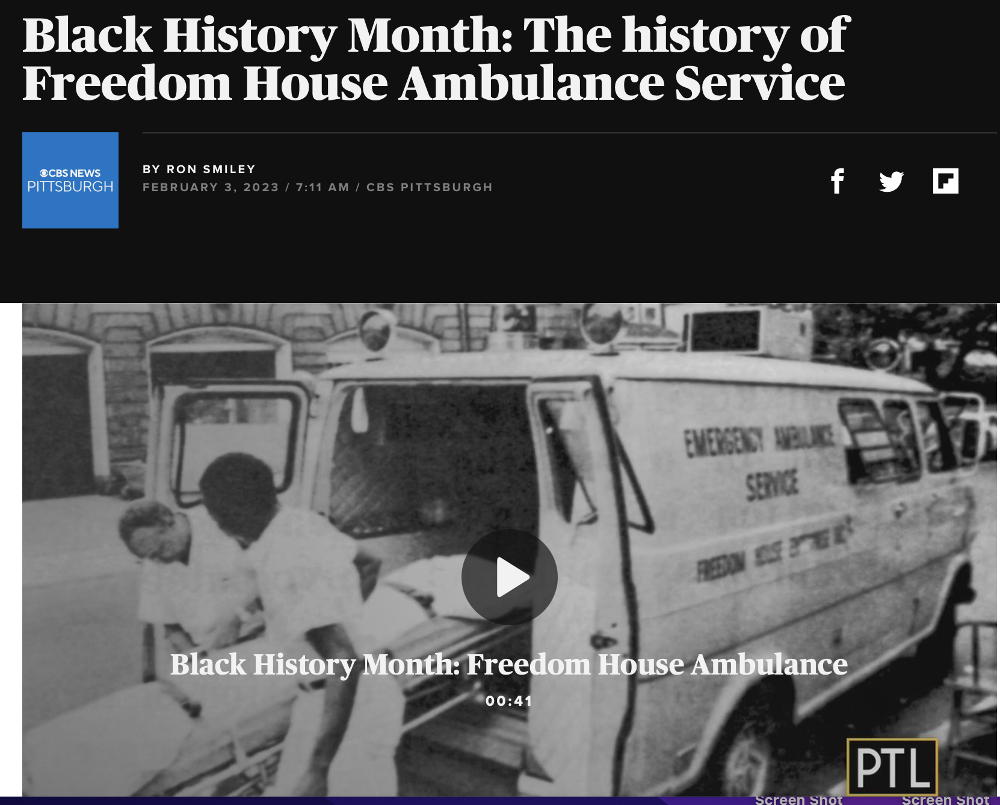 Black History Month: The history of
Freedom House Ambulance Service
CBS NEWS
PITTSBURGH
BY RON SMILEY
FEBRUARY 3, 2023 / 7:11 AM / CBS PITTSBURGH
EMERGENCY AMBULANCE
SERVICE
FREEDOM HOUSE
Black History Month: Freedom House Ambulance
00:41
PTL
Screen Shot
Screen Shot